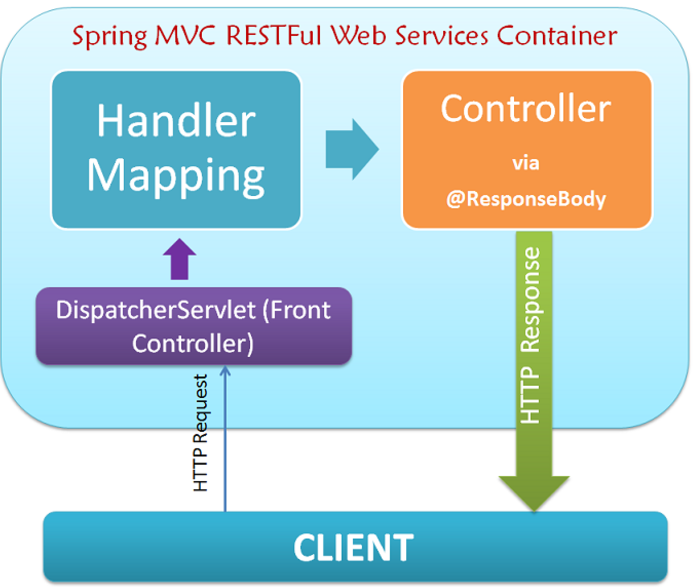 Spring MVC RESTFul Web Services Container
Handler
Mapping
Controller
via
@ResponseBody
DispatcherServlet (Front
Controller)
HTTP Request
HTTP Response
CLIENT